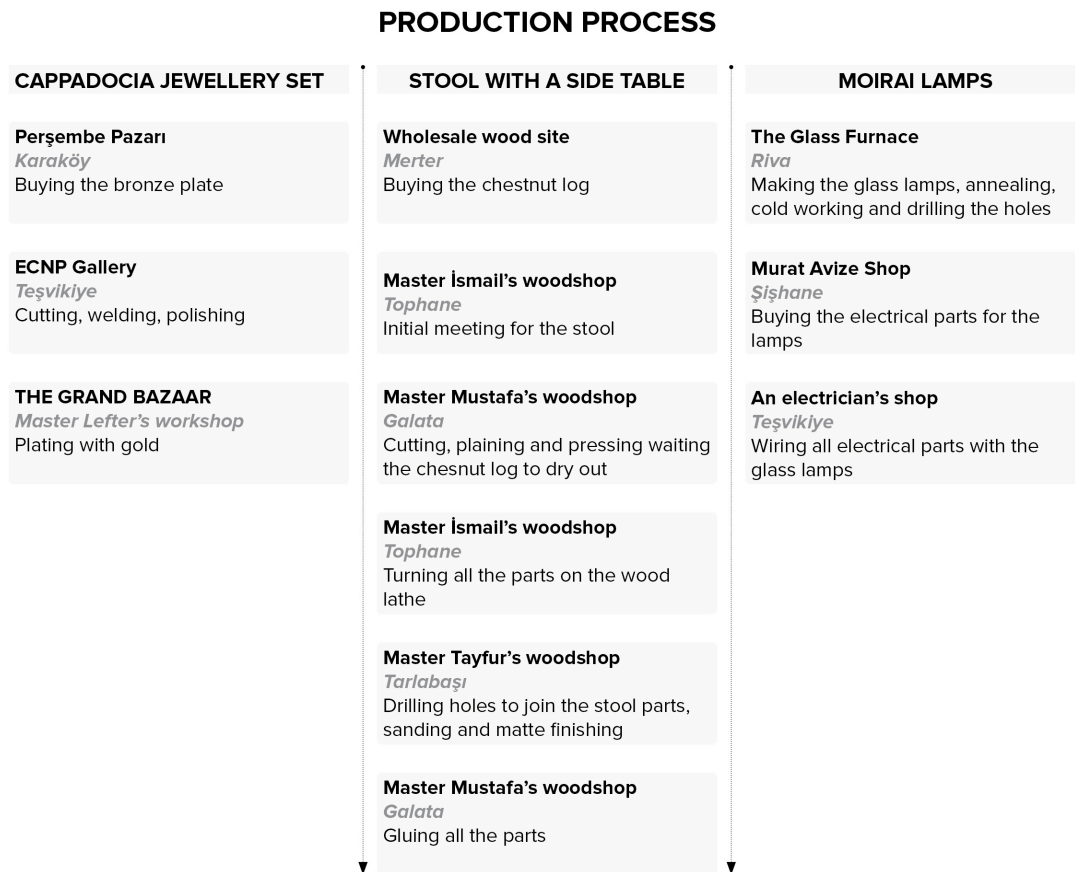 PRODUCTION PROCESS
CAPPADOCIA JEWELLERY SET
Perşembe Pazarı
Karaköy
Buying the bronze plate
ECNP Gallery
Teşvikiye
Cutting, welding, polishing
THE GRAND BAZAAR
Master Lefter’s workshop
Plating with gold
STOOL WITH A SIDE TABLE
Wholesale wood site
Merter
Buying the chestnut log
Master İsmail’s woodshop
Tophane
Initial meeting for the stool
Master Mustafa’s woodshop
Galata
Cutting, plaining and pressing waiting
the chesnut log to dry out
Master İsmail’s woodshop
Tophane
Turning all the parts on the wood
lathe
Master Tayfur’s woodshop
Tarlabaşı
Drilling holes to join the stool parts,
sanding and matte finishing
Master Mustafa’s woodshop
Galata
Gluing all the parts
MOIRAI LAMPS
The Glass Furnace
Riva
Making the glass lamps, annealing,
cold working and drilling the holes
Murat Avize Shop
Şişhane
Buying the electrical parts for the
lamps
An electrician’s shop
Teşvikiye
Wiring all electrical parts with the
glass lamps